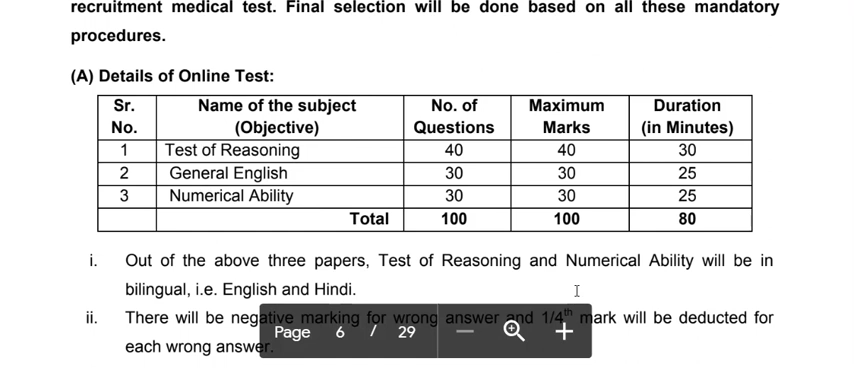 recruitment medical test. Final selection will be done based on all these mandatory
procedures.
(A) Details of Online Test:
Sr. No. Name of the subject (Objective) No. of Questions Maximum Marks Duration (in Minutes)
1 Test of Reasoning 40 40 30
2 General English 30 30 25
3 Numerical Ability 30 30 25
Total 100 100 80
i. Out of the above three papers, Test of Reasoning and Numerical Ability will be in
bilingual, i.e. English and Hindi.
ii. There will be negative marking for wrong answer and 1/4th mark will be deducted for
Page 6 / 29 — +
each wrong answer.